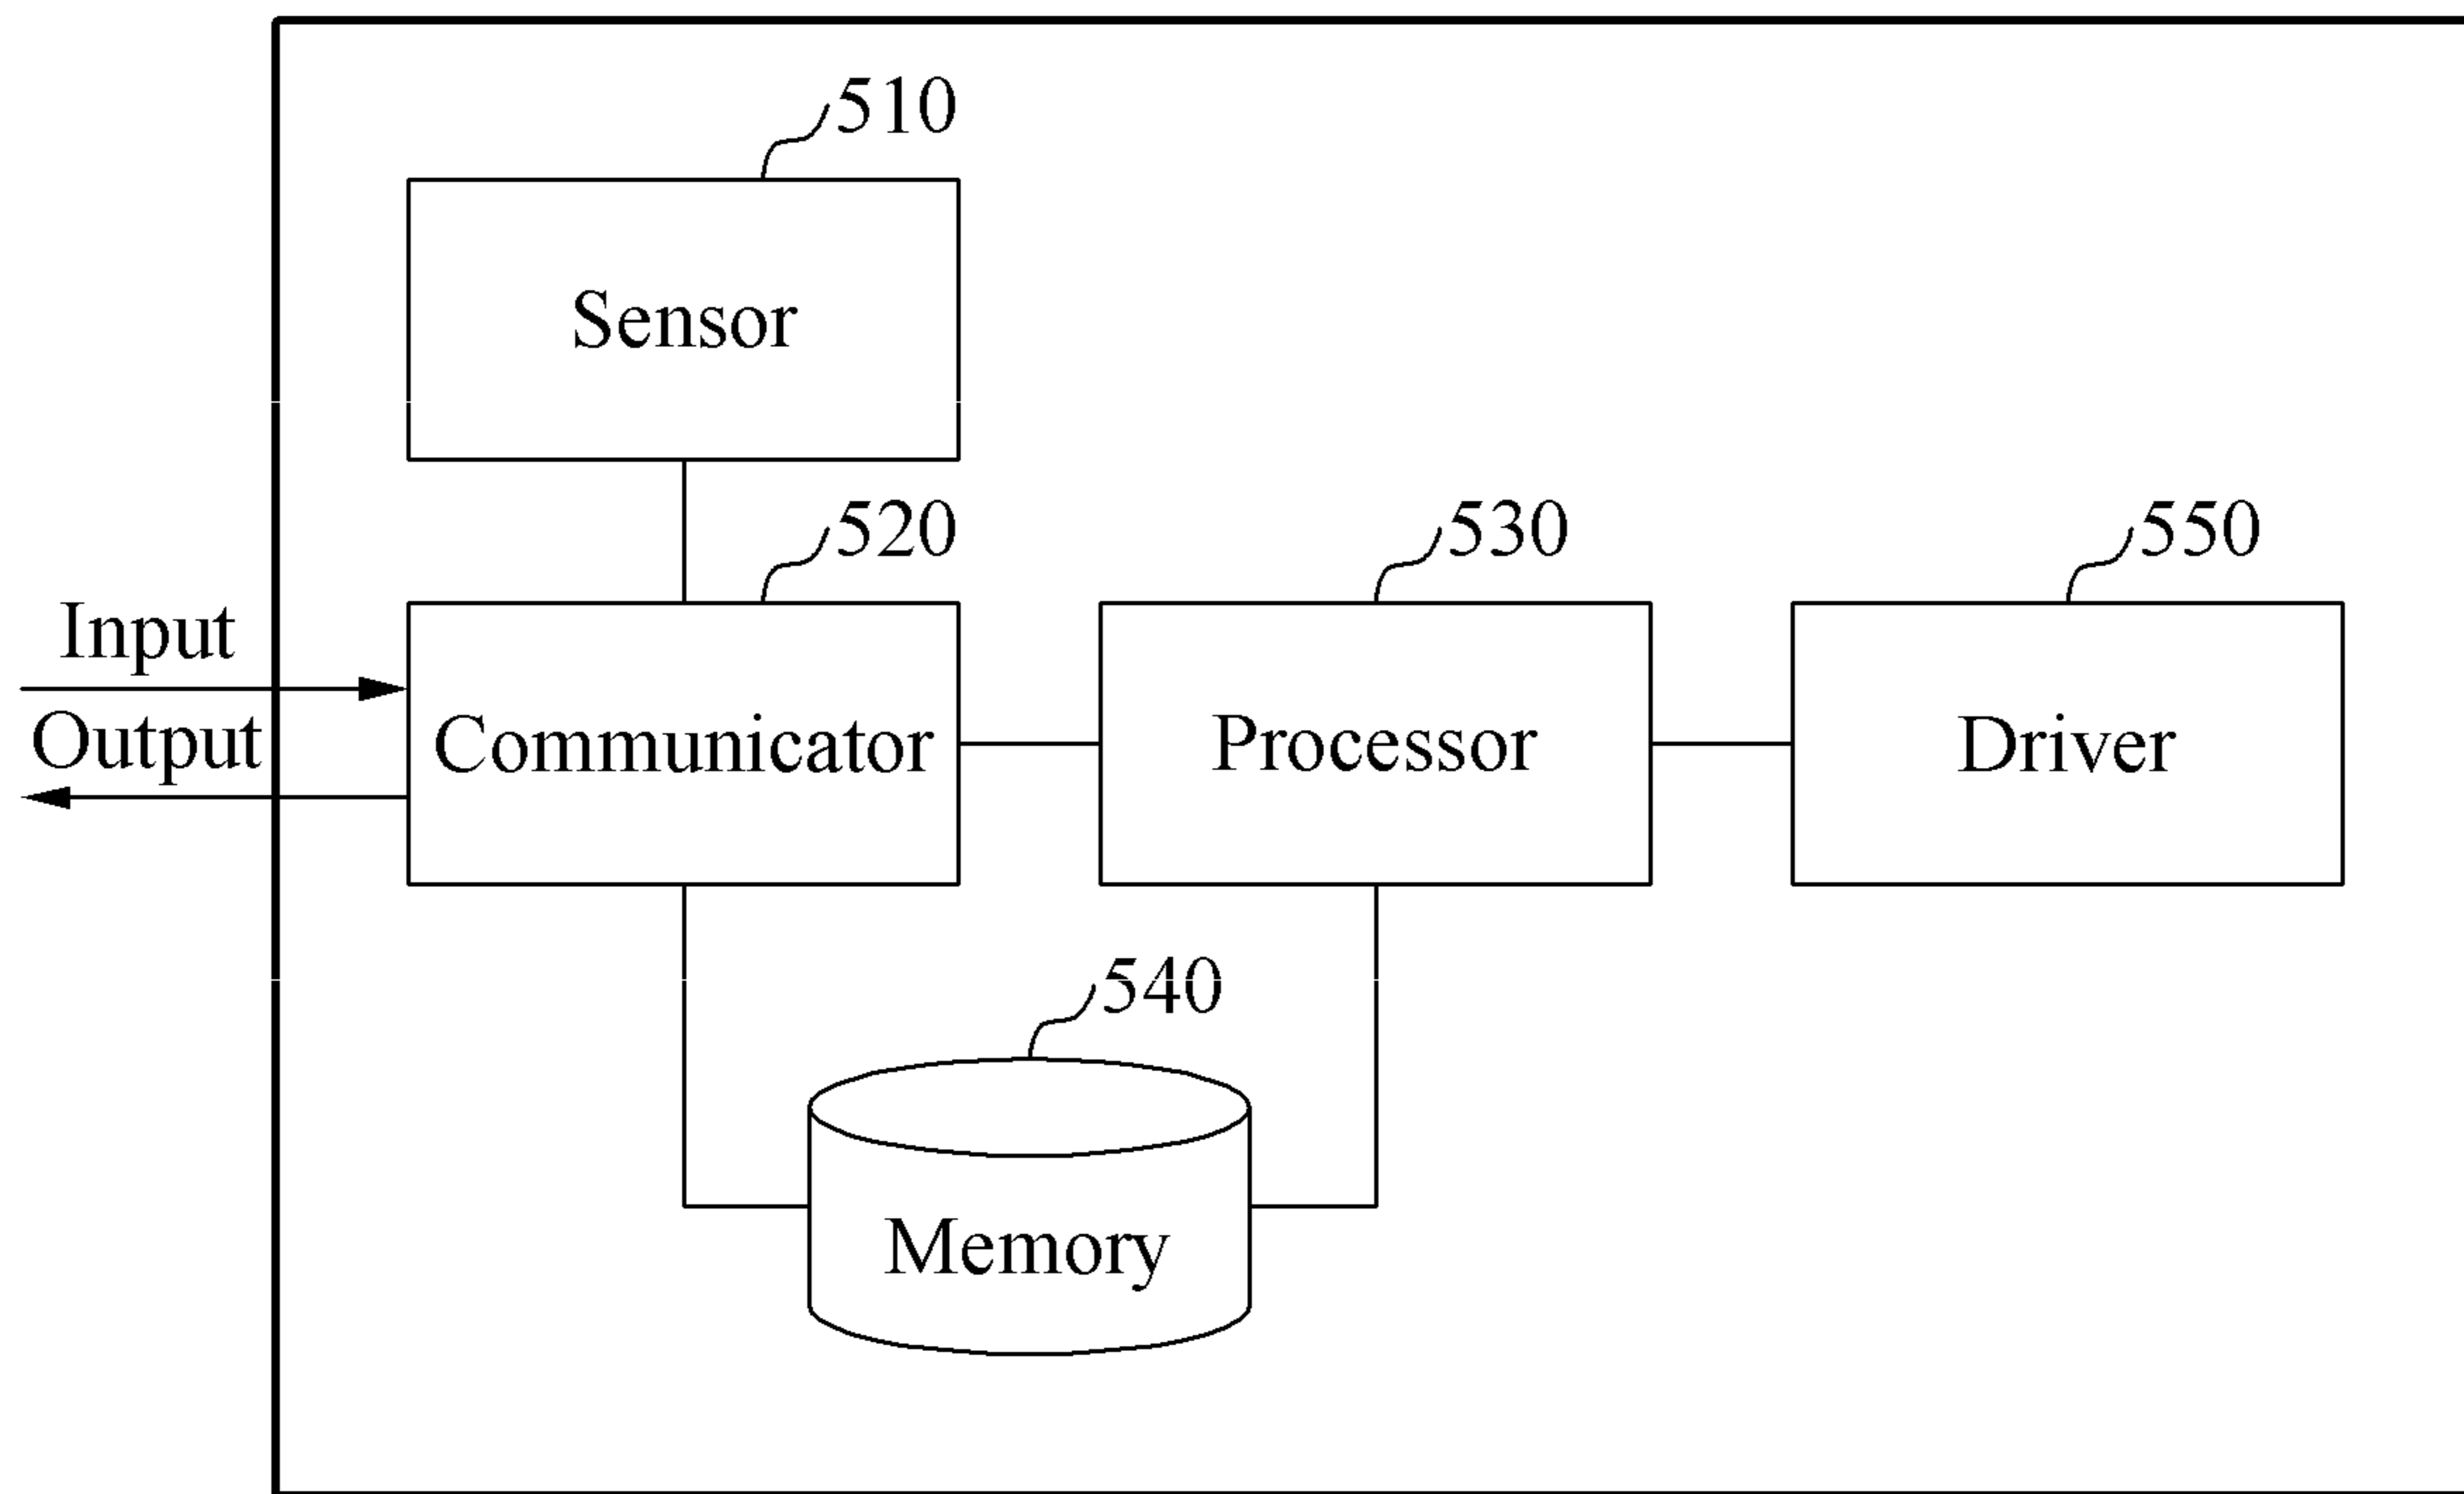 510
Sensor
520
530
550
Input
Output
Communicator
Processor
Driver
540
Memory